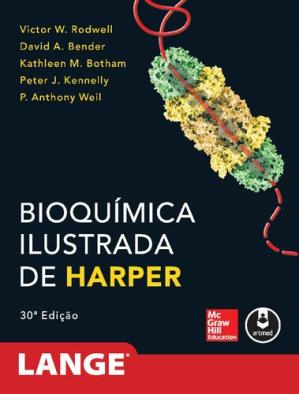 Victor W. Rodwell
David A. Bender
Kathleen M. Botham
Peter J. Kennelly
P. Anthony Weil
BIOQUÍMICA
ILUSTRADA
DE HARPER
30ª Edição
Mc
Graw
Hill
Education
artmed
LANGE®